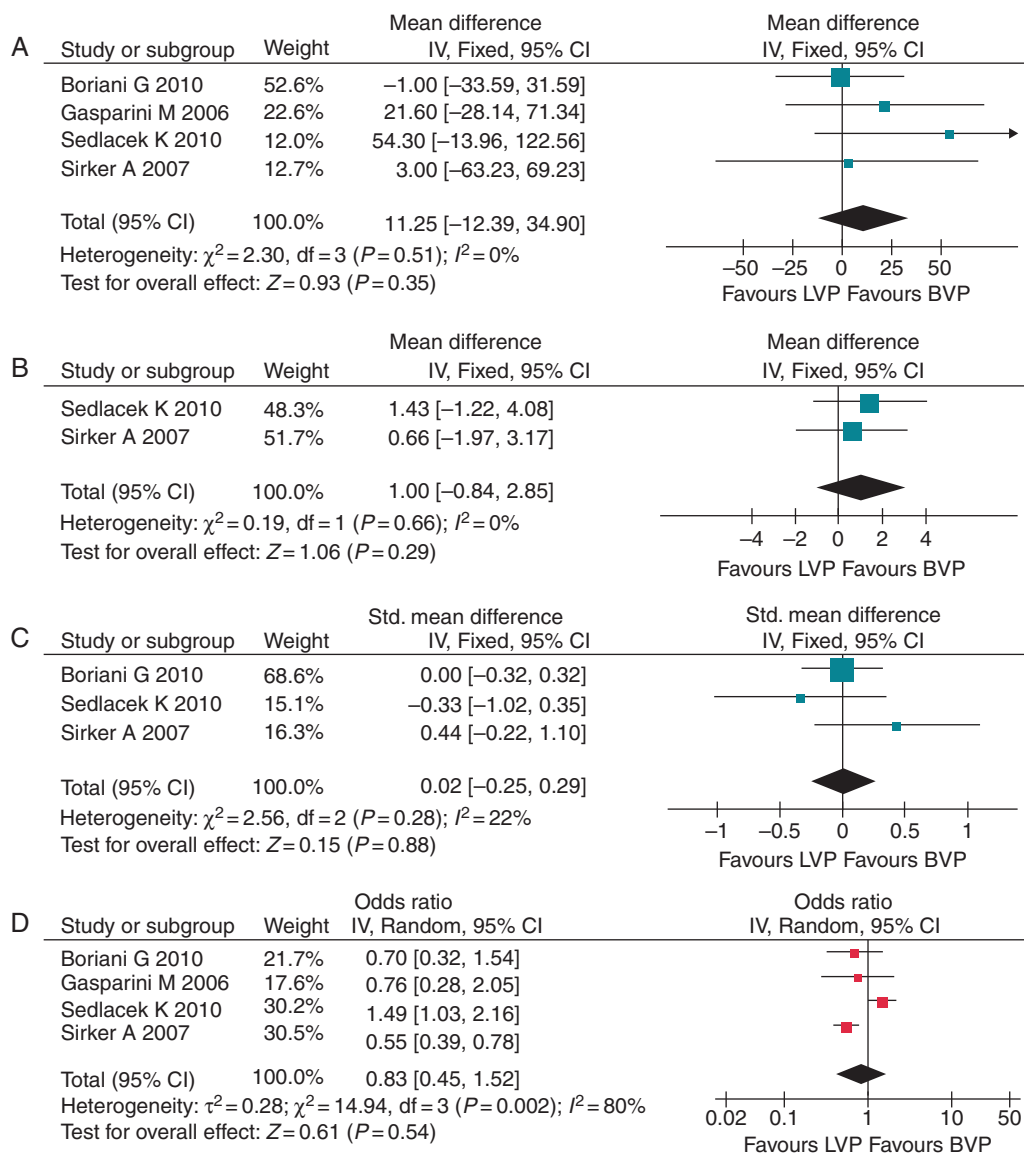 A
Mean difference Mean difference
Study or subgroup Weight IV, Fixed, 95% CI IV, Fixed, 95% CI
Boriani G 2010 52.6% −1.00 [−33.59, 31.59]
Gasparini M 2006 22.6% 21.60 [−28.14, 71.34]
Sedlacek K 2010 12.0% 54.30 [−13.96, 122.56]
Sirker A 2007 12.7% 3.00 [−63.23, 69.23]
Total (95% CI) 100.0% 11.25 [−12.39, 34.90]
Heterogeneity: χ²=2.30, df=3 (P=0.51); I²=0%
Test for overall effect: Z=0.93 (P=0.35)
−50 −25 0 25 50
Favours LVP Favours BVP
B
Mean difference Mean difference
Study or subgroup Weight IV, Fixed, 95% CI IV, Fixed, 95% CI
Sedlacek K 2010 48.3% 1.43 [−1.22, 4.08]
Sirker A 2007 51.7% 0.66 [−1.97, 3.17]
Total (95% CI) 100.0% 1.00 [−0.84, 2.85]
Heterogeneity: χ²=0.19, df=1 (P=0.66); I²=0%
Test for overall effect: Z=1.06 (P=0.29)
−4 −2 0 2 4
Favours LVP Favours BVP
C
Std. mean difference Std. mean difference
Study or subgroup Weight IV, Fixed, 95% CI IV, Fixed, 95% CI
Boriani G 2010 68.6% 0.00 [−0.32, 0.32]
Sedlacek K 2010 15.1% −0.33 [−1.02, 0.35]
Sirker A 2007 16.3% 0.44 [−0.22, 1.10]
Total (95% CI) 100.0% 0.02 [−0.25, 0.29]
Heterogeneity: χ²=2.56, df=2 (P=0.28); I²=22%
Test for overall effect: Z=0.15 (P=0.88)
−1 −0.5 0 0.5 1
Favours LVP Favours BVP
D
Odds ratio Odds ratio
Study or subgroup Weight IV, Random, 95% CI IV, Random, 95% CI
Boriani G 2010 21.7% 0.70 [0.32, 1.54]
Gasparini M 2006 17.6% 0.76 [0.28, 2.05]
Sedlacek K 2010 30.2% 1.49 [1.03, 2.16]
Sirker A 2007 30.5% 0.55 [0.39, 0.78]
Total (95% CI) 100.0% 0.83 [0.45, 1.52]
Heterogeneity: τ²=0.28; χ²=14.94, df=3 (P=0.002); I²=80%
Test for overall effect: Z=0.61 (P=0.54)
0.02 0.1 1 10 50
Favours LVP Favours BVP